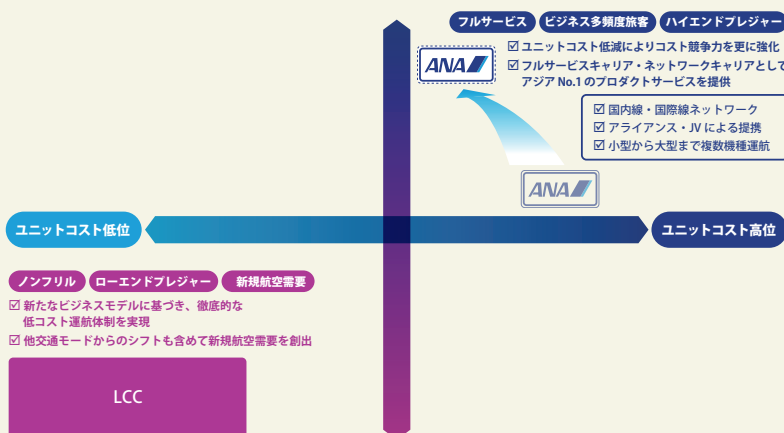 フルサービス ビジネス多頻度旅客 ハイエンドプレジャー
☑ ユニットコスト低減によりコスト競争力を更に強化
☑ フルサービスキャリア・ネットワークキャリアとして
アジア No.1 のプロダクトサービスを提供
ANA
☑ 国内線・国際線ネットワーク
☑ アライアンス・JV による提携
☑ 小型から大型まで複数機種運航
ANA
ユニットコスト低位
ユニットコスト高位
ノンフリル ローエンドプレジャー 新規航空需要
☑ 新たなビジネスモデルに基づき、徹底的な
低コスト運航体制を実現
☑ 他交通モードからのシフトも含めて新規航空需要を創出
LCC